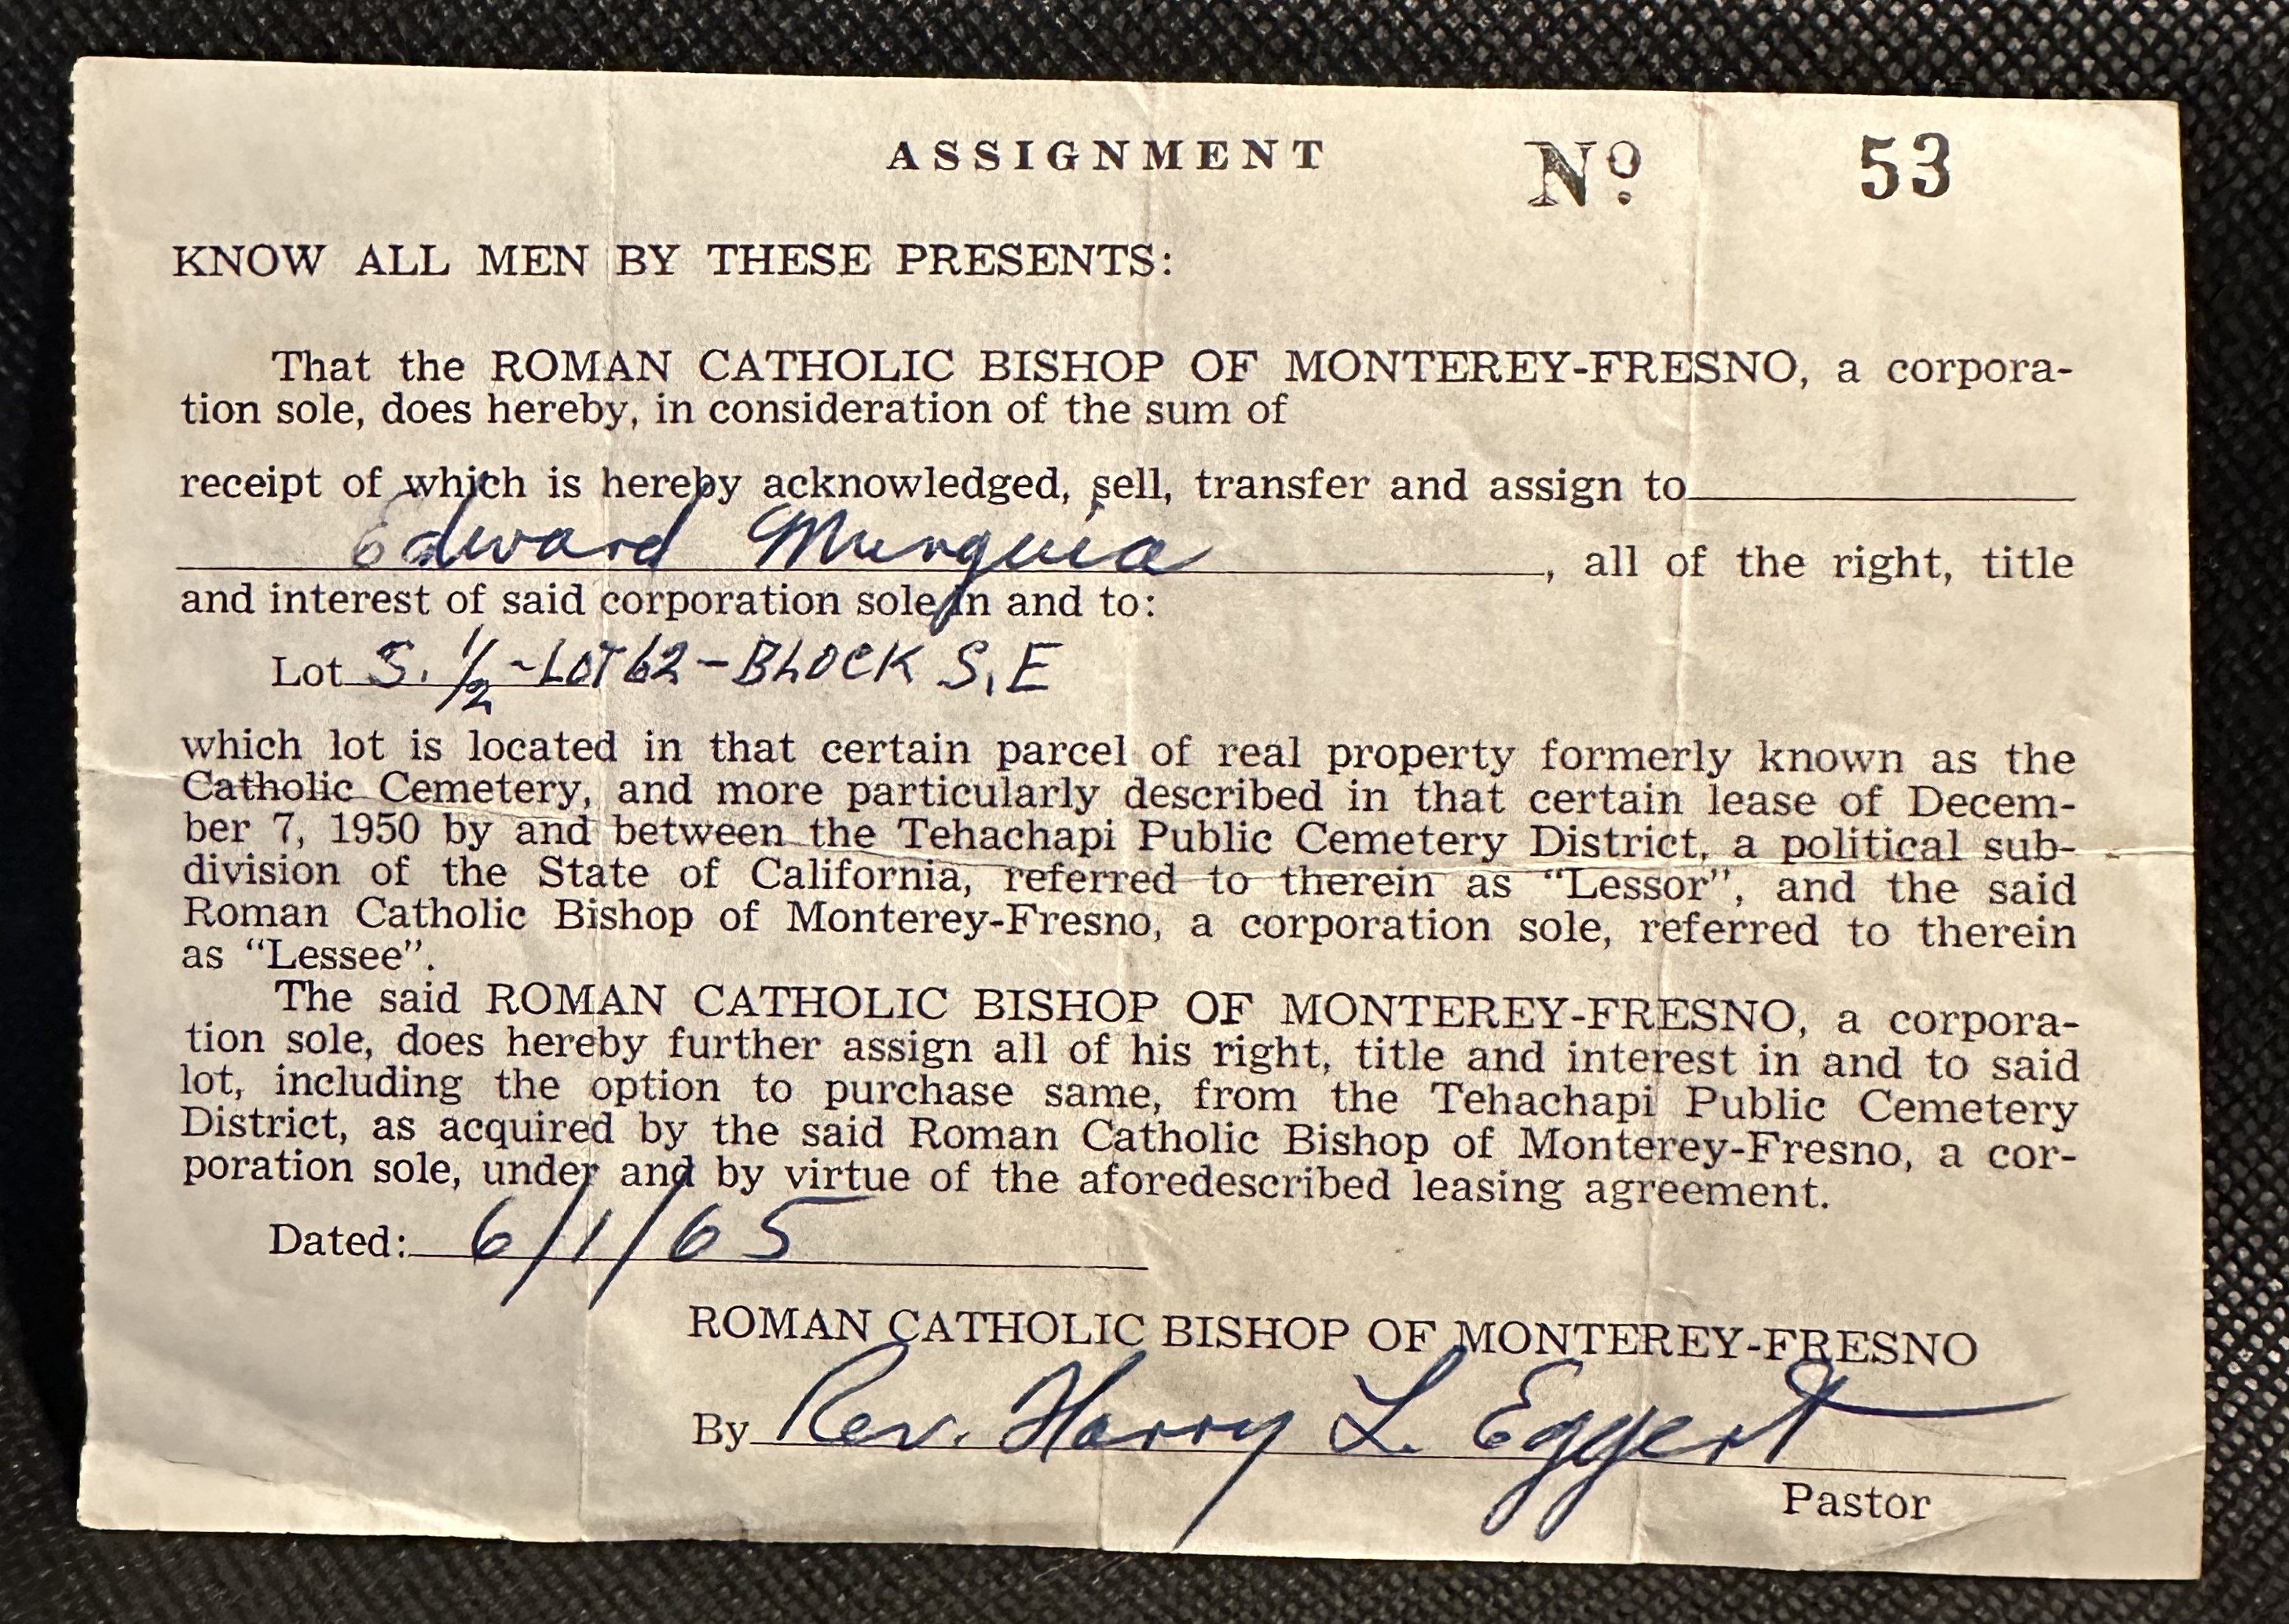 ASSIGNMENT Nº 53
KNOW ALL MEN BY THESE PRESENTS:
That the ROMAN CATHOLIC BISHOP OF MONTEREY-FRESNO, a corpora-
tion sole, does hereby, in consideration of the sum of
receipt of which is hereby acknowledged, sell, transfer and assign to
Edward Murguia, all of the right, title
and interest of said corporation sole in and to:
Lot S. 1/2 - LOT 62 - BLOCK S.E
which lot is located in that certain parcel of real property formerly known as the
Catholic Cemetery, and more particularly described in that certain lease of Decem-
ber 7, 1950 by and between the Tehachapi Public Cemetery District, a political sub-
division of the State of California, referred to therein as “Lessor”, and the said
Roman Catholic Bishop of Monterey-Fresno, a corporation sole, referred to therein
as “Lessee”.
The said ROMAN CATHOLIC BISHOP OF MONTEREY-FRESNO, a corpora-
tion sole, does hereby further assign all of his right, title and interest in and to said
lot, including the option to purchase same, from the Tehachapi Public Cemetery
District, as acquired by the said Roman Catholic Bishop of Monterey-Fresno, a cor-
poration sole, under and by virtue of the aforedescribed leasing agreement.
Dated: 6/1/65
ROMAN CATHOLIC BISHOP OF MONTEREY-FRESNO
By Rev. Harry L. Eggert
Pastor